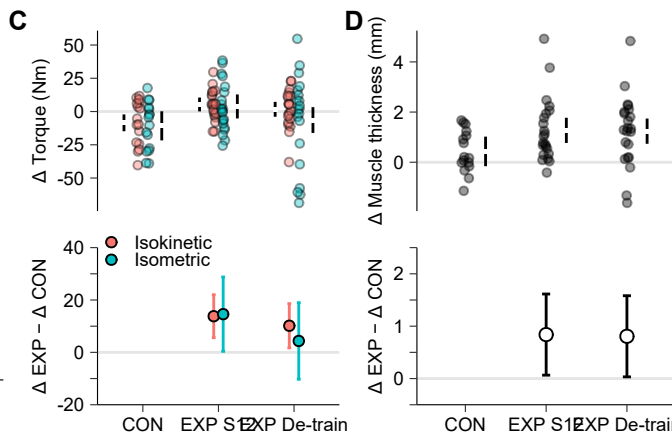 C
Δ Torque (Nm)
50
25
0
-25
-50
D
Δ Muscle thickness (mm)
4
2
0
Δ EXP − Δ CON
40
20
0
-20
Isokinetic
Isometric
CON
EXP S12
EXP De-train
Δ EXP − Δ CON
2
1
0
CON
EXP S12
EXP De-train